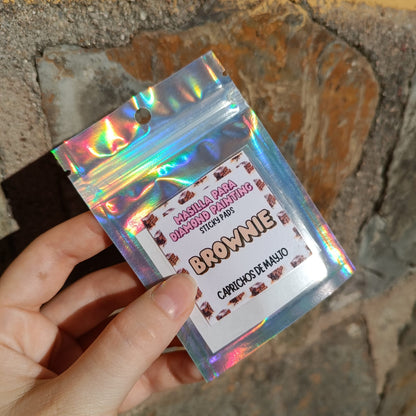 MASILLA PARA
DIAMOND PAINTING
STICKY PADS
BROWNIE
CAPRICHOS DE MAYJO